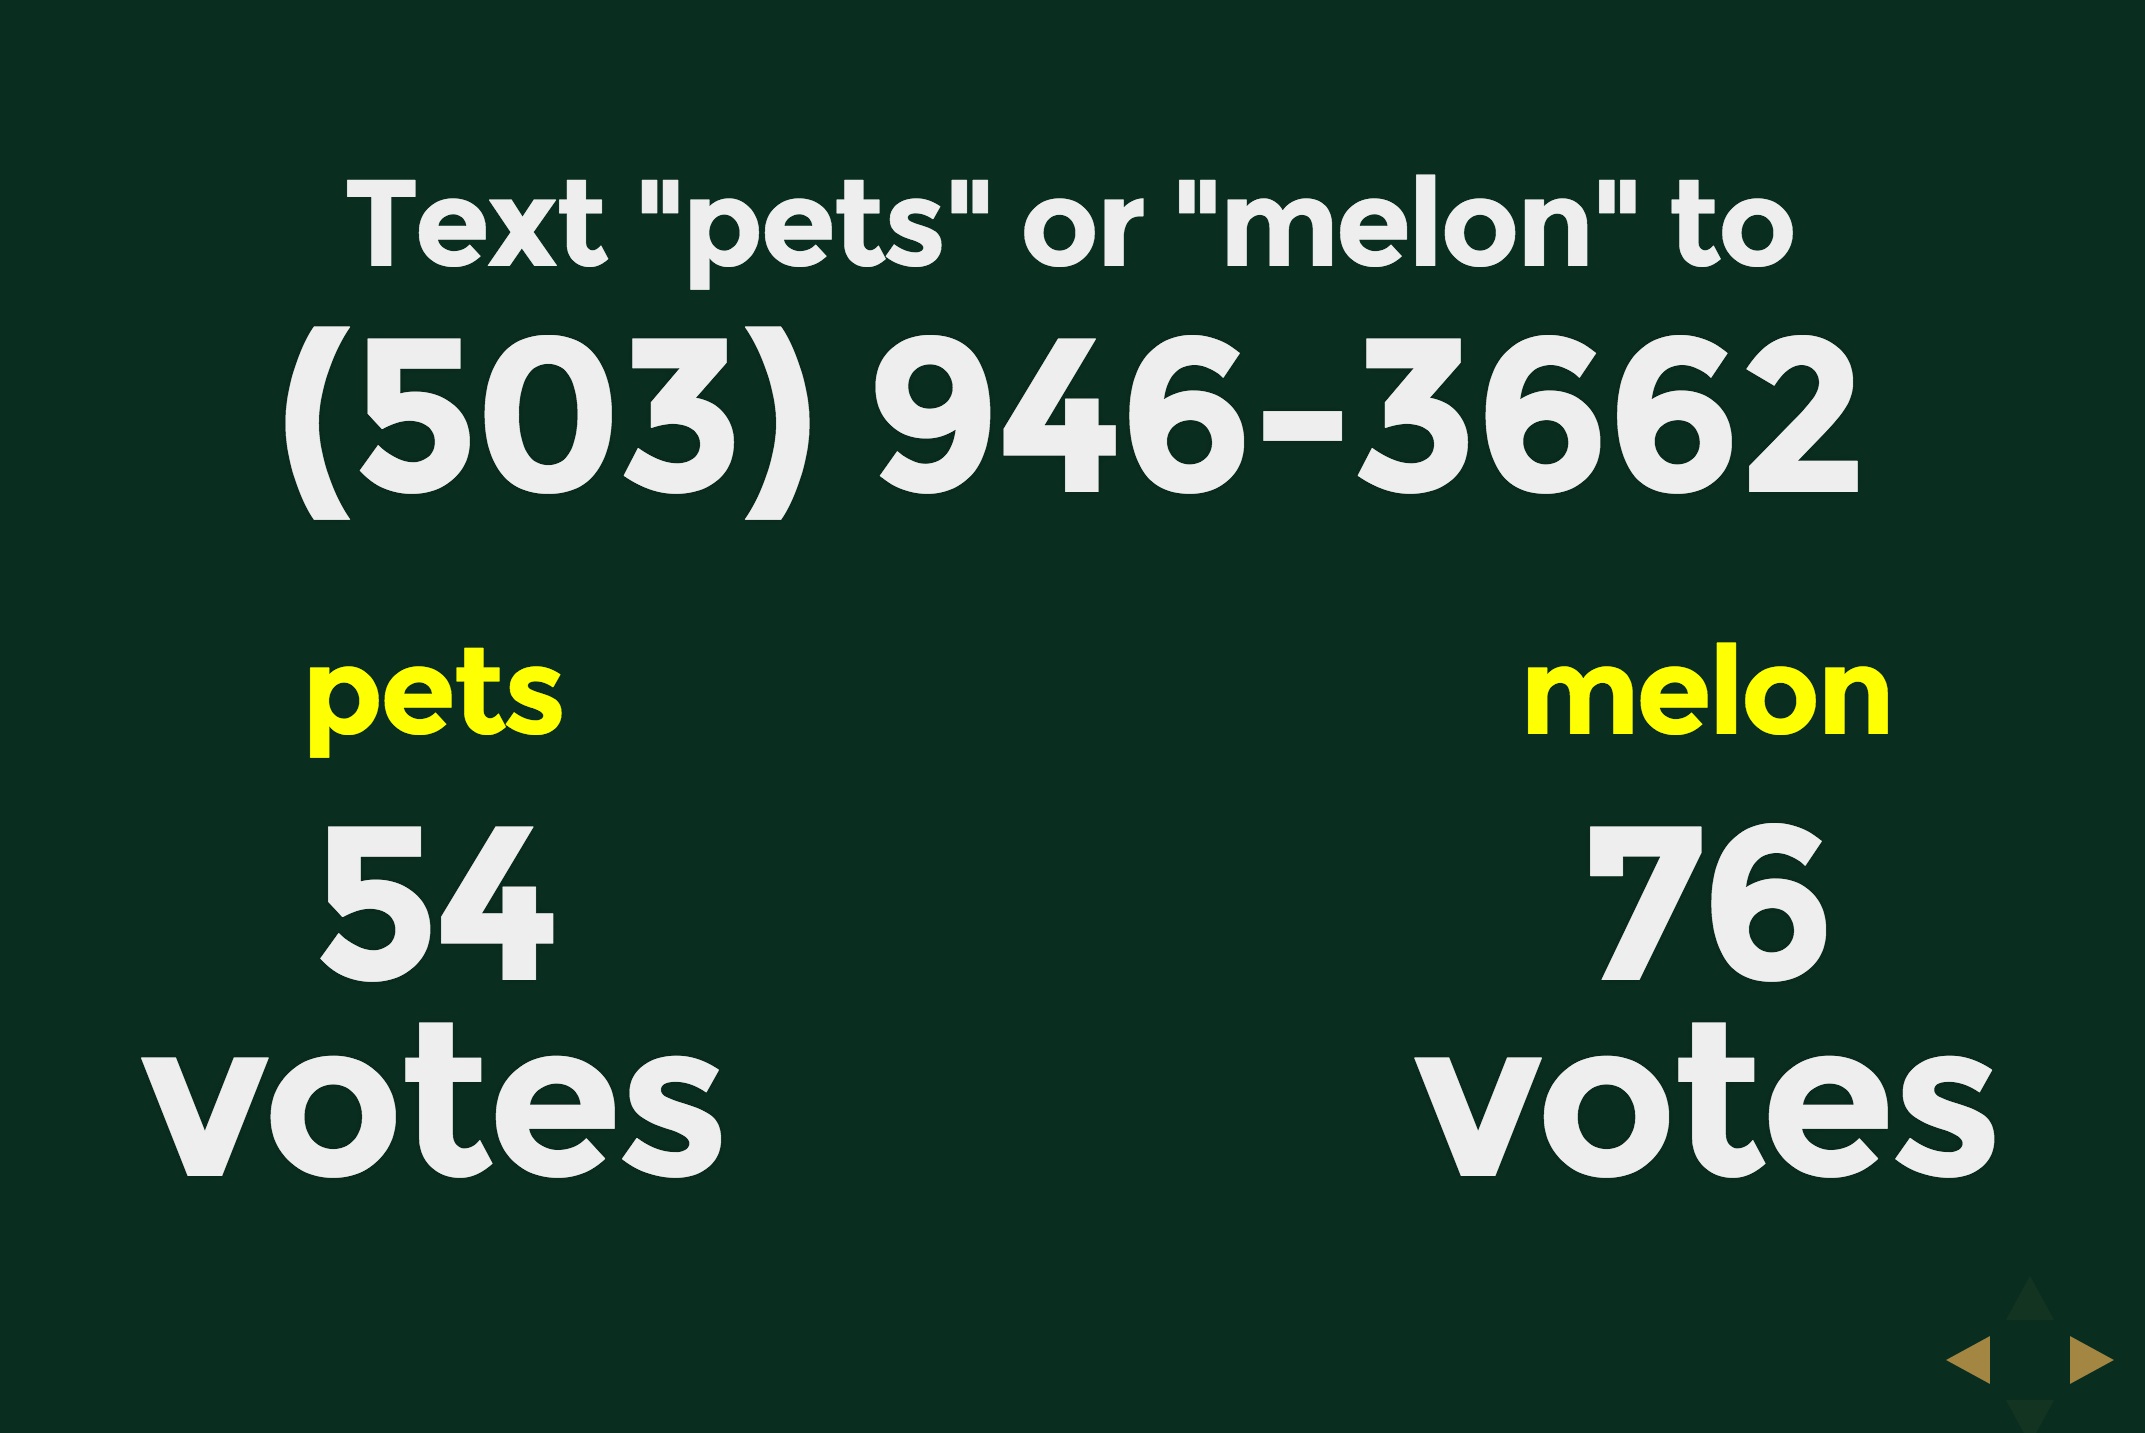 Text "pets" or "melon" to
(503) 946-3662
pets
54
votes
melon
76
votes